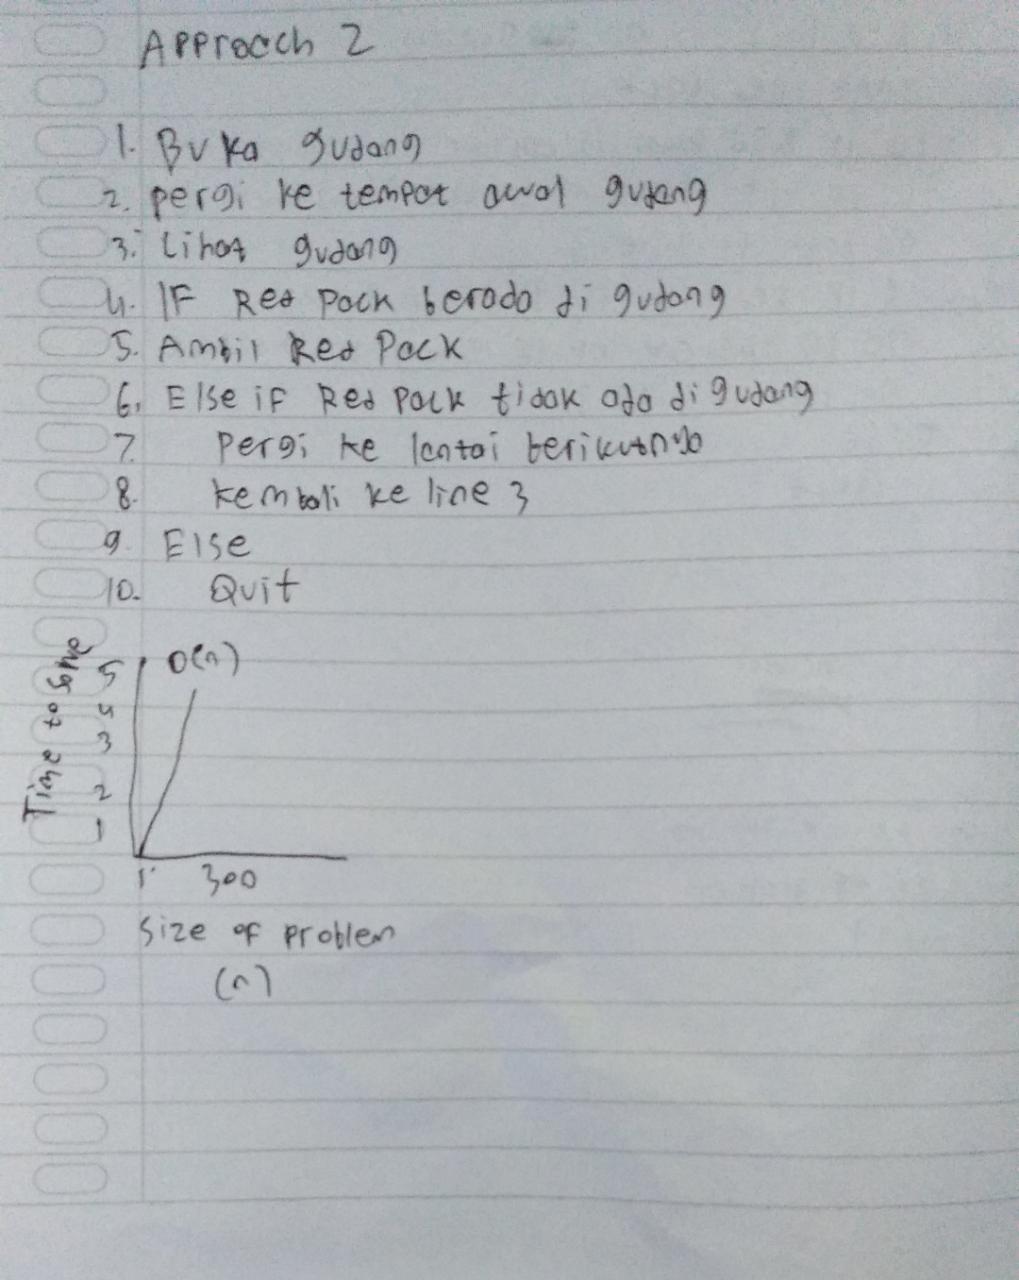 Approach 2
1. Buka gudang
2. pergi ke tempat awal gudang
3. Lihat gudang
4. IF Red Pack berada di gudang
5. Ambil Red Pack
6. Else if Red Pack tidak ada di gudang
7. Pergi ke lantai berikutnya
8. kembali ke line 3
9. Else
10. Quit
Time to solve
5 O(n)
4
3
2
1
1 300
Size of problem
(n)